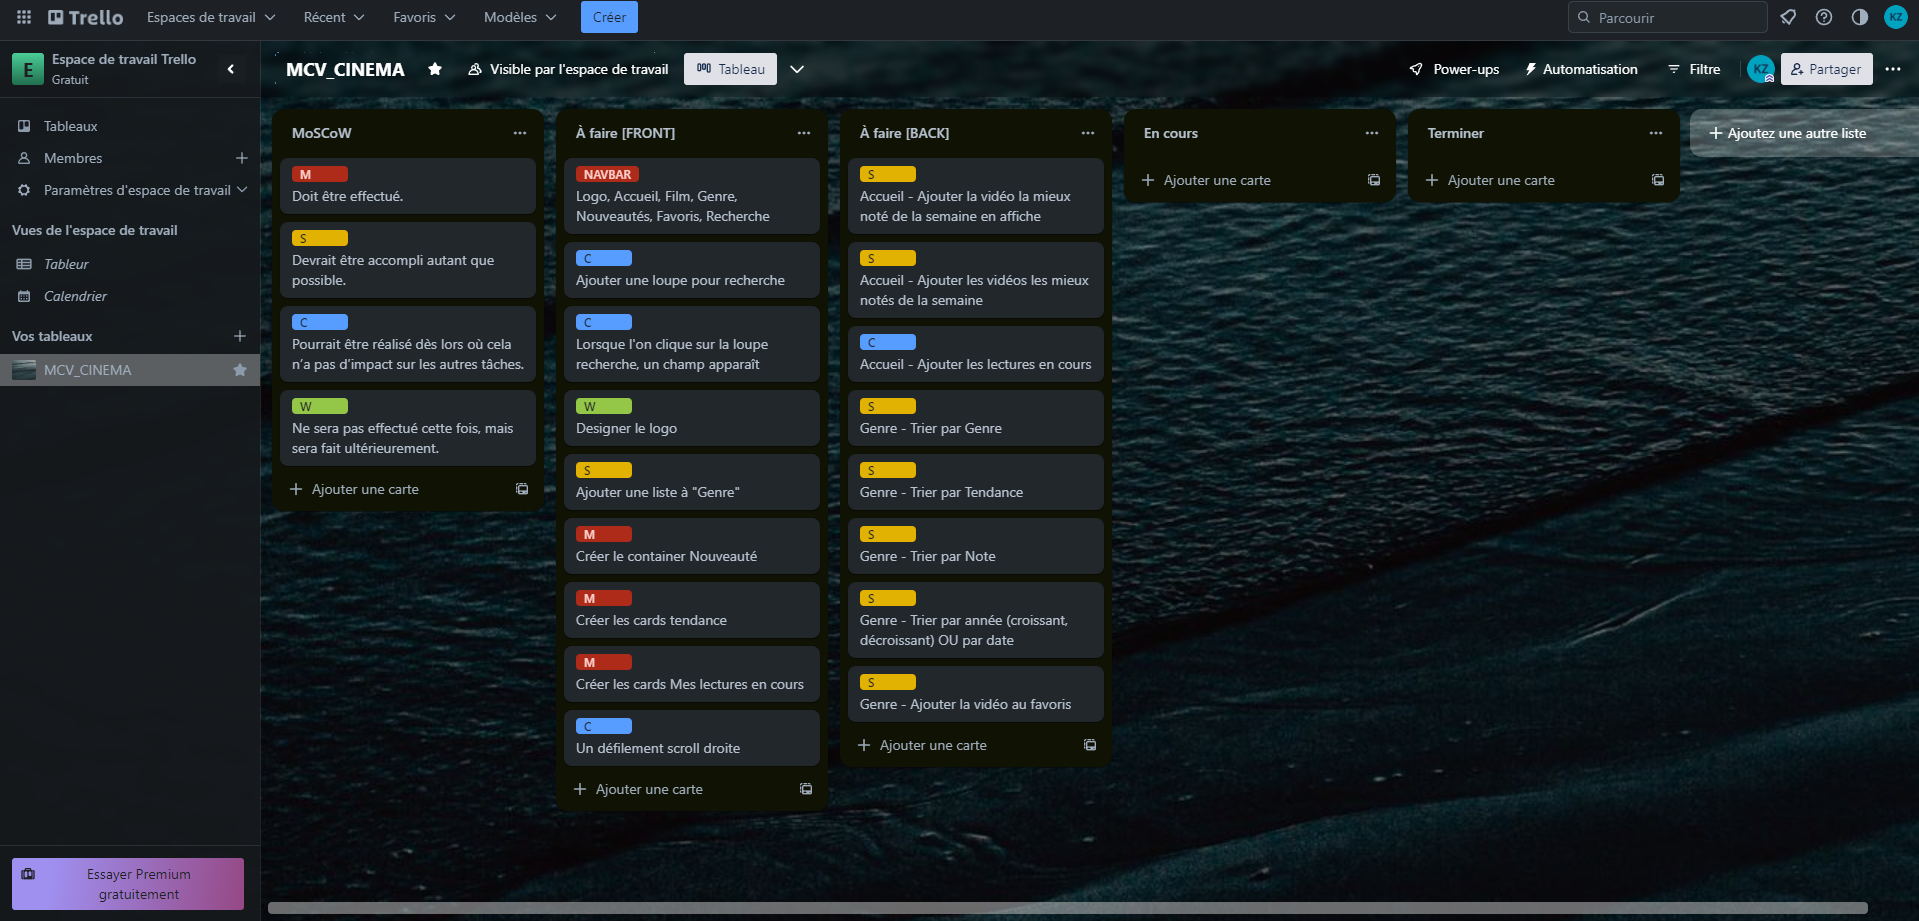 Trello
Espaces de travail
Récent
Favoris
Modèles
Créer
Parcourir
KZ
E
Espace de travail Trello
Gratuit
MCV_CINEMA
Visible par l'espace de travail
Tableau
Power-ups
Automatisation
Filtre
KZ
Partager
Tableaux
Membres
Paramètres d'espace de travail
Vues de l'espace de travail
Tableur
Calendrier
Vos tableaux
MCV_CINEMA
Essayer Premium
gratuitement
MoSCoW
M
Doit être effectué.
S
Devrait être accompli autant que
possible.
C
Pourrait être réalisé dès lors où cela
n’a pas d’impact sur les autres tâches.
W
Ne sera pas effectué cette fois, mais
sera fait ultérieurement.
Ajouter une carte
À faire [FRONT]
NAVBAR
Logo, Accueil, Film, Genre,
Nouveautés, Favoris, Recherche
C
Ajouter une loupe pour recherche
C
Lorsque l'on clique sur la loupe
recherche, un champ apparaît
W
Designer le logo
S
Ajouter une liste à "Genre"
M
Créer le container Nouveauté
M
Créer les cards tendance
M
Créer les cards Mes lectures en cours
C
Un défilement scroll droite
Ajouter une carte
À faire [BACK]
S
Accueil - Ajouter la vidéo la mieux
noté de la semaine en affiche
S
Accueil - Ajouter les vidéos les mieux
notés de la semaine
C
Accueil - Ajouter les lectures en cours
S
Genre - Trier par Genre
S
Genre - Trier par Tendance
S
Genre - Trier par Note
S
Genre - Trier par année (croissant,
décroissant) OU par date
S
Genre - Ajouter la vidéo au favoris
Ajouter une carte
En cours
Ajouter une carte
Terminer
Ajouter une carte
Ajoutez une autre liste